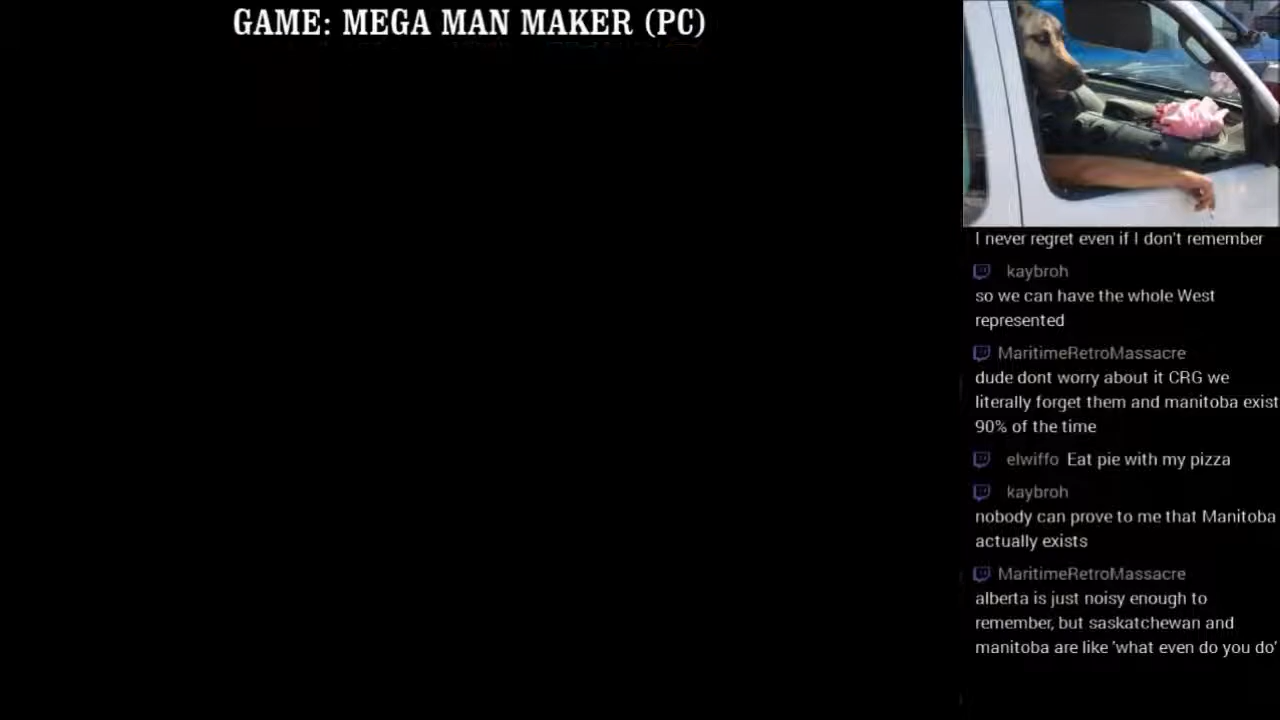 GAME: MEGA MAN MAKER (PC)
I never regret even if I don't remember
kaybroh
so we can have the whole West
represented
MaritimeRetroMassacre
dude dont worry about it CRG we
literally forget them and manitoba exist
90% of the time
elwiffo Eat pie with my pizza
kaybroh
nobody can prove to me that Manitoba
actually exists
MaritimeRetroMassacre
alberta is just noisy enough to
remember, but saskatchewan and
manitoba are like 'what even do you do'